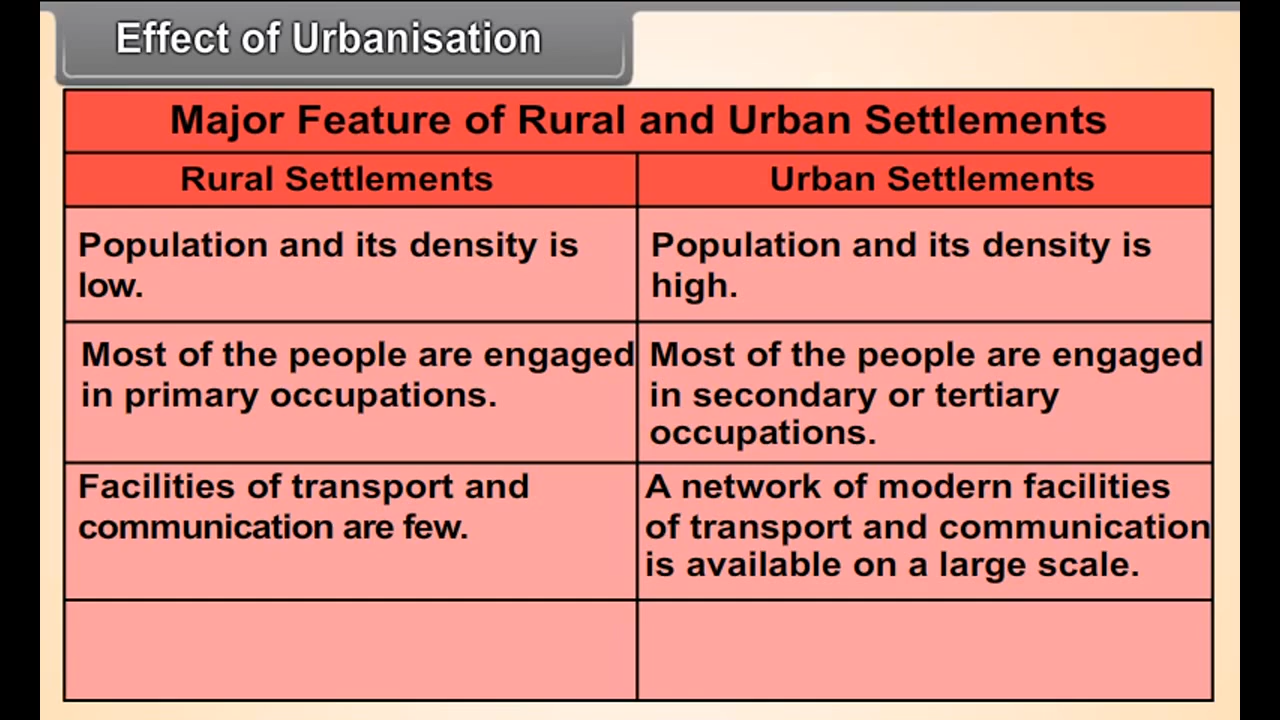 Effect of Urbanisation
Major Feature of Rural and Urban Settlements
Rural Settlements
Urban Settlements
Population and its density is
low.
Population and its density is
high.
Most of the people are engaged
in primary occupations.
Most of the people are engaged
in secondary or tertiary
occupations.
Facilities of transport and
communication are few.
A network of modern facilities
of transport and communication
is available on a large scale.